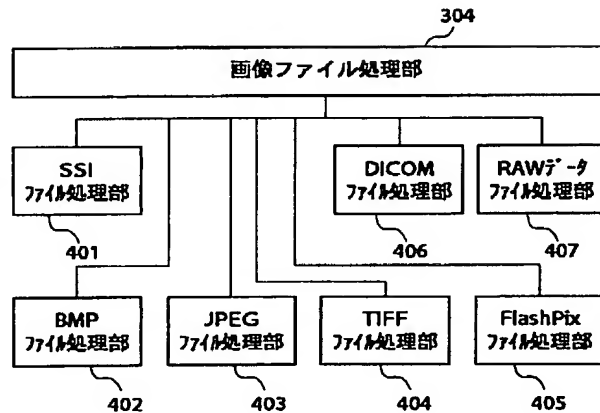 304
画像ファイル処理部
SSI
ファイル処理部
401
DICOM
ファイル処理部
406
RAWデータ
ファイル処理部
407
BMP
ファイル処理部
402
JPEG
ファイル処理部
403
TIFF
ファイル処理部
404
FlashPix
ファイル処理部
405